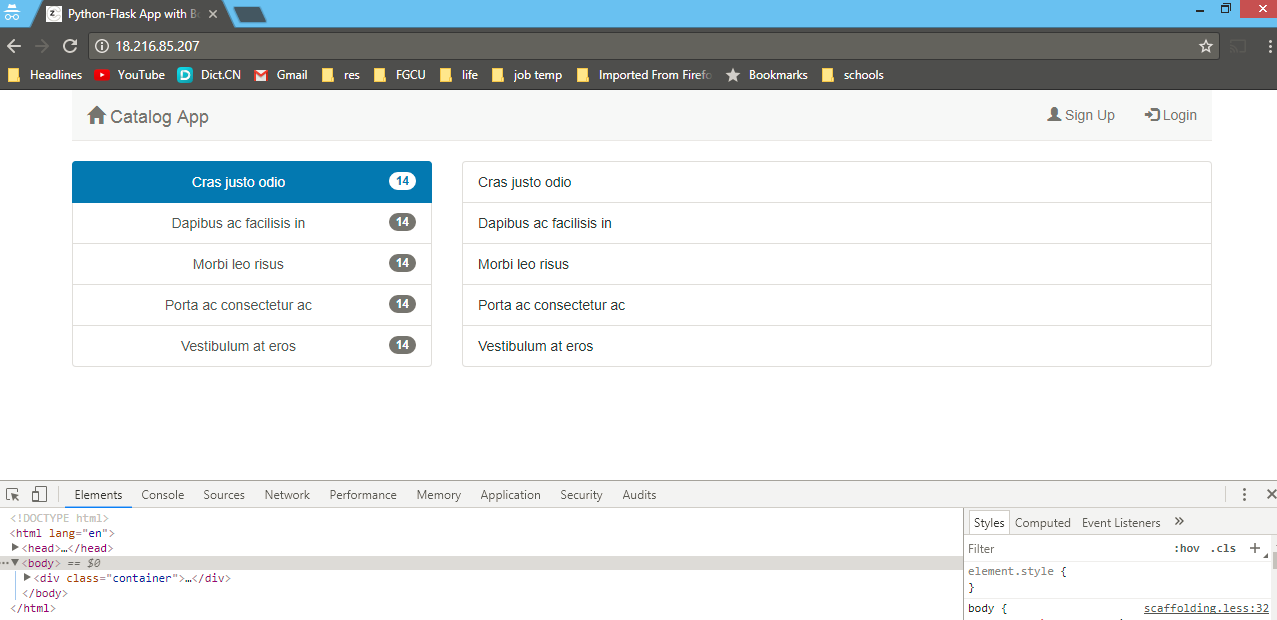 Python-Flask App with Bo
18.216.85.207
Headlines YouTube Dict.CN Gmail res FGCU life job temp Imported From Firefo Bookmarks schools
Catalog App Sign Up Login
Cras justo odio 14
Dapibus ac facilisis in 14
Morbi leo risus 14
Porta ac consectetur ac 14
Vestibulum at eros 14
Cras justo odio
Dapibus ac facilisis in
Morbi leo risus
Porta ac consectetur ac
Vestibulum at eros
Elements Console Sources Network Performance Memory Application Security Audits
<!DOCTYPE html>
<html lang="en">
<head>…</head>
<body> == $0
<div class="container">…</div>
</body>
</html>
Styles Computed Event Listeners »
Filter :hov .cls +
element.style {
}
body { scaffolding.less:32